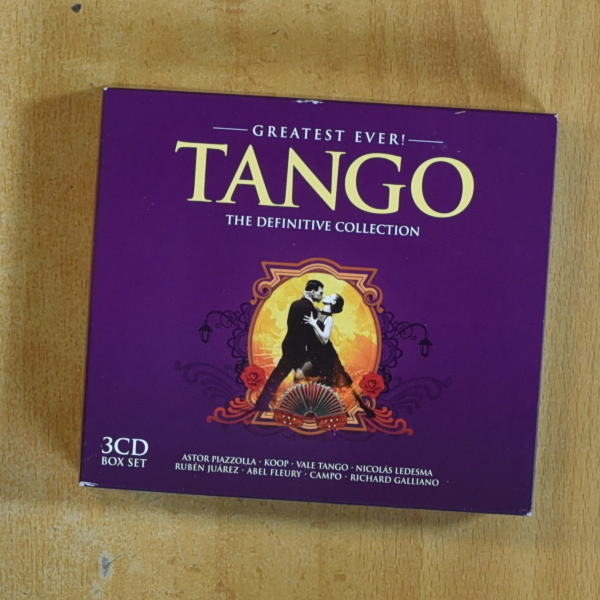 GREATEST EVER!
TANGO
THE DEFINITIVE COLLECTION
3CD
BOX SET
ASTOR PIAZZOLLA · KOOP · VALE TANGO · NICOLÁS LEDESMA
RUBÉN JUÁREZ · ABEL FLEURY · CAMPO · RICHARD GALLIANO